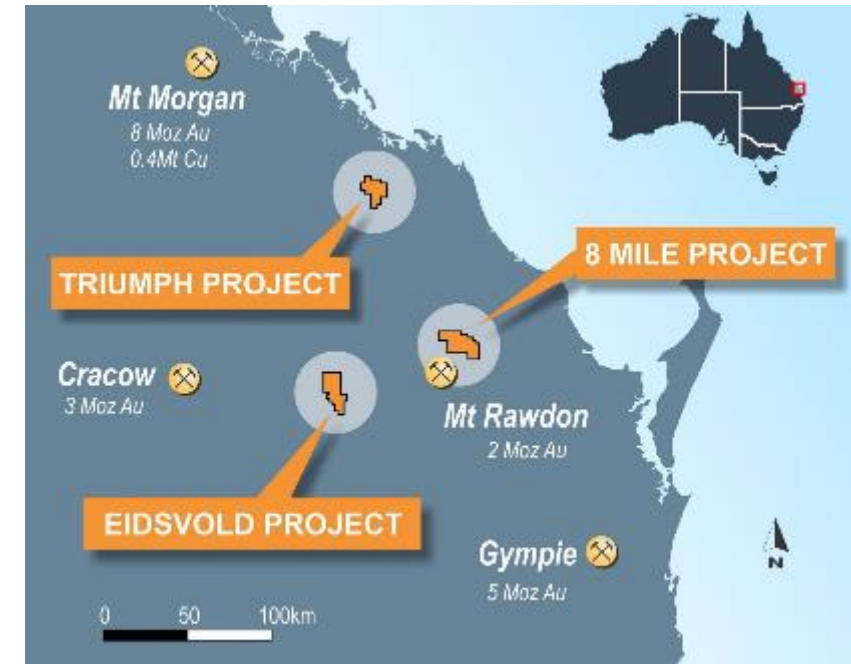 Mt Morgan
8 Moz Au
0.4Mt Cu
TRIUMPH PROJECT
8 MILE PROJECT
Cracow
3 Moz Au
Mt Rawdon
2 Moz Au
EIDSVOLD PROJECT
Gympie
5 Moz Au
N
0 50 100km